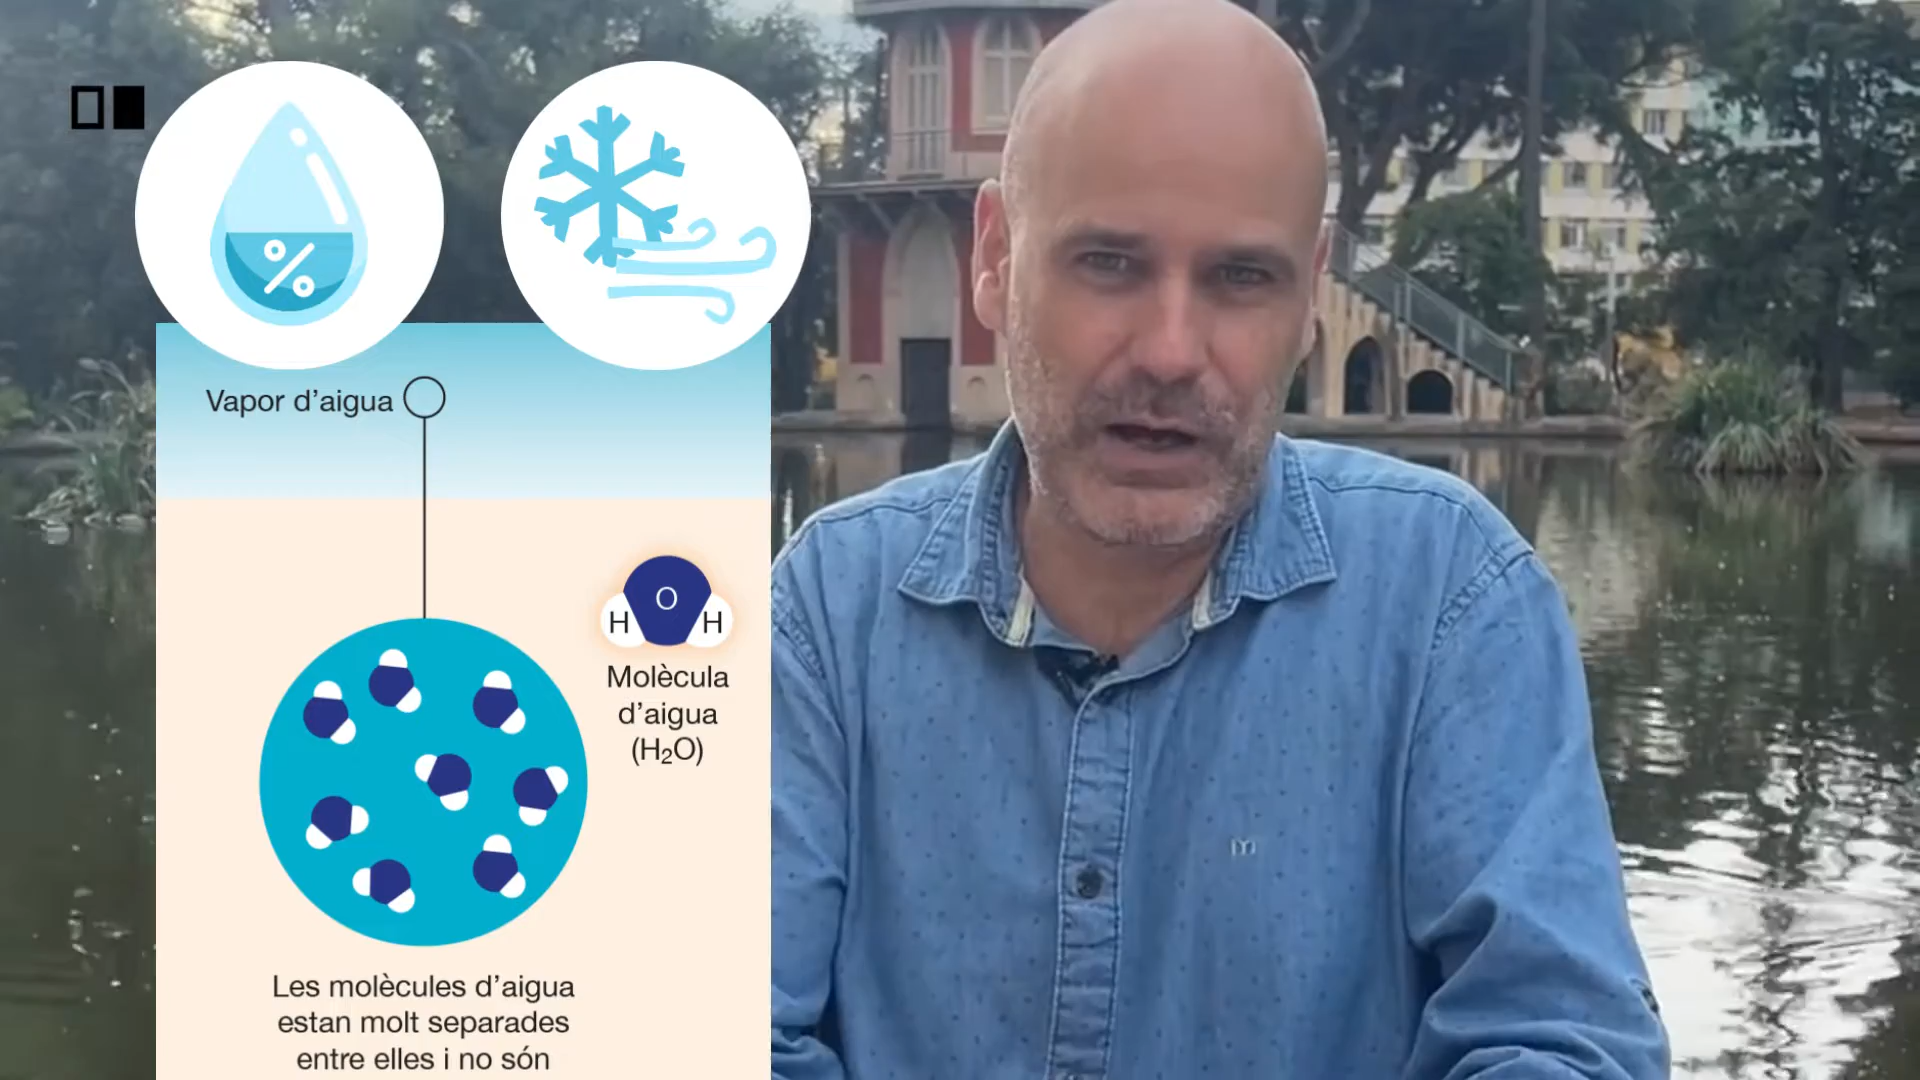 %
Vapor d’aigua
H O H
Molècula
d’aigua
(H₂O)
Les molècules d’aigua
estan molt separades
entre elles i no són
m